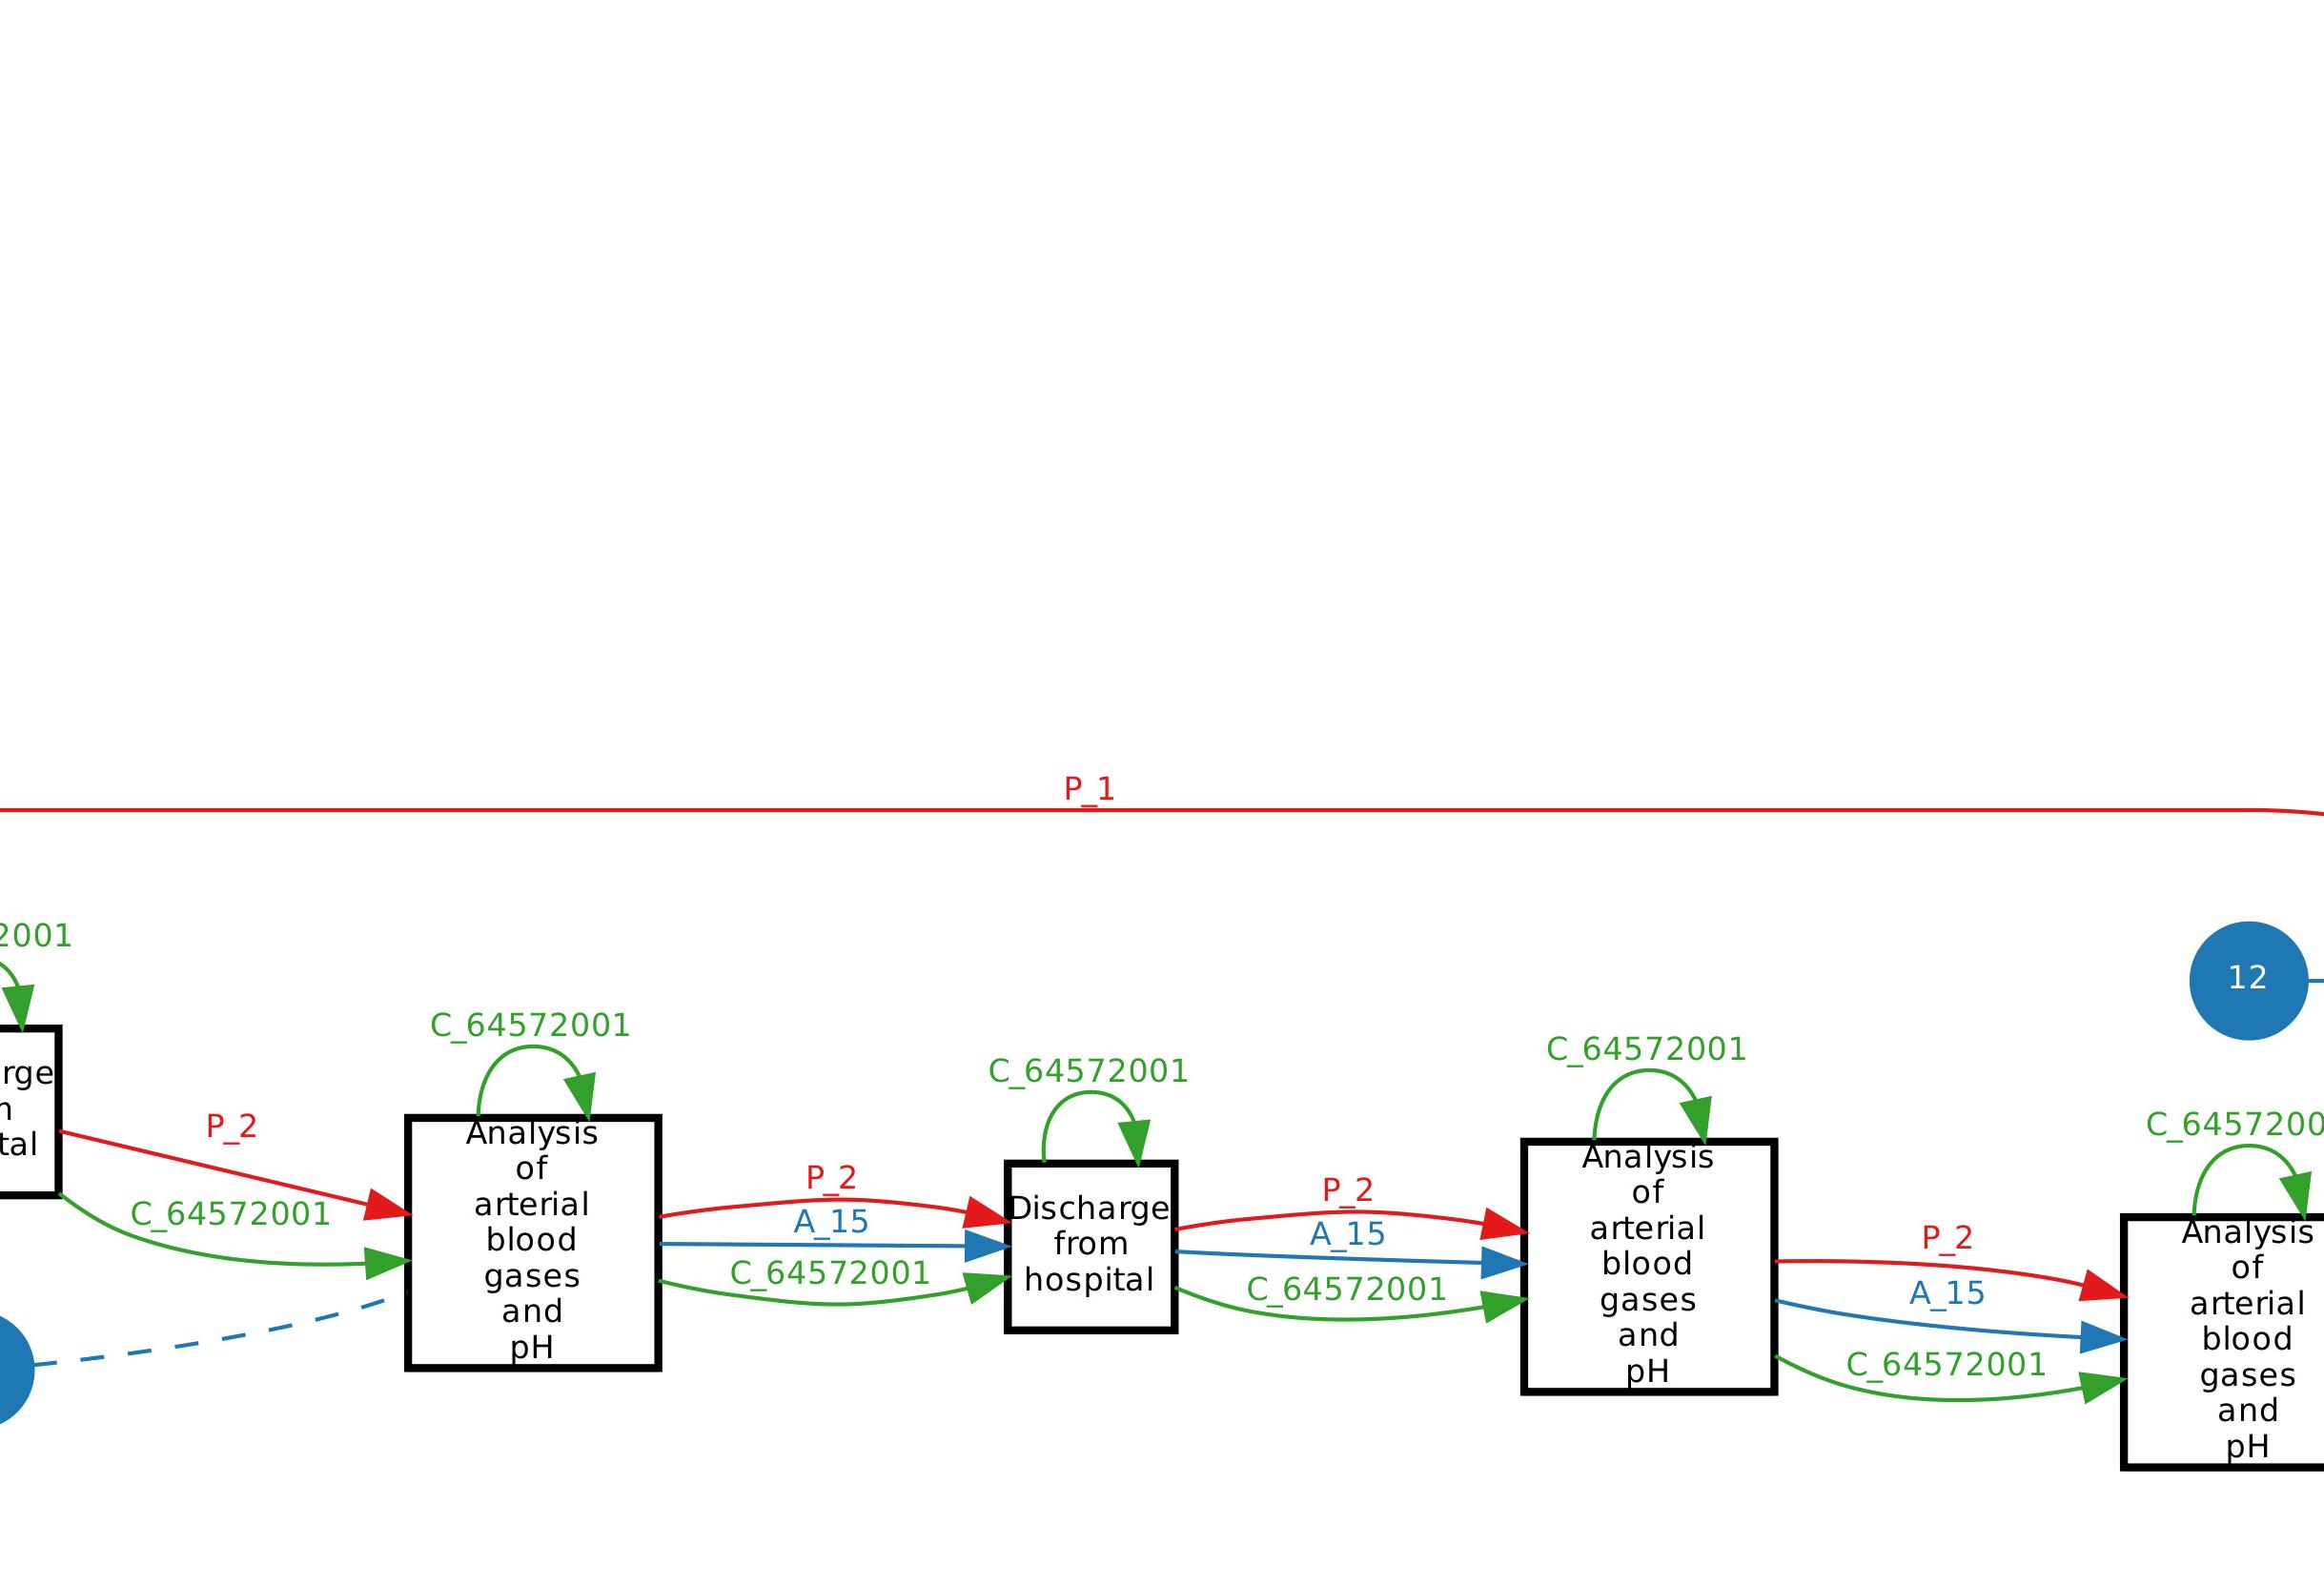 P_1
2001
12
C_64572001
C_64572001
C_64572001
C_6457200
rge
n
tal
P_2
C_64572001
Analysis
of
arterial
blood
gases
and
pH
P_2
A_15
C_64572001
Discharge
from
hospital
P_2
A_15
C_64572001
Analysis
of
arterial
blood
gases
and
pH
P_2
A_15
C_64572001
Analysis
of
arterial
blood
gases
and
pH